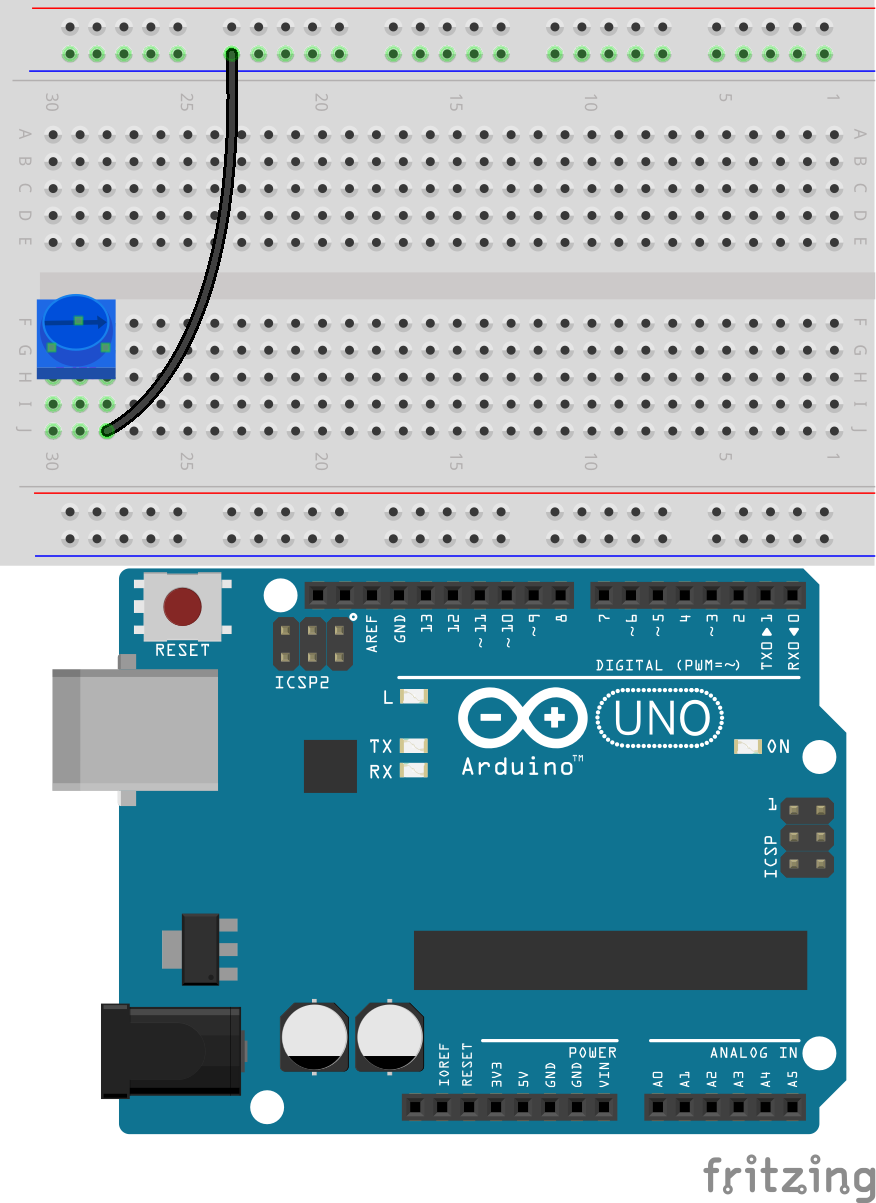 30 25 20 15 10 5 1
A A
B B
C C
D D
E E
F F
G G
H H
I I
J J
30 25 20 15 10 5 1
RESET
ICSP2
AREF GND 13 12 ~11 ~10 ~9 8 7 ~6 ~5 4 ~3 2 TX0▶1 RX0◀0
DIGITAL (PWM=~)
L
TX
RX
UNO
Arduino™
ON
1
ICSP
POWER
ANALOG IN
IOREF RESET 3V3 5V GND GND VIN A0 A1 A2 A3 A4 A5
fritzing